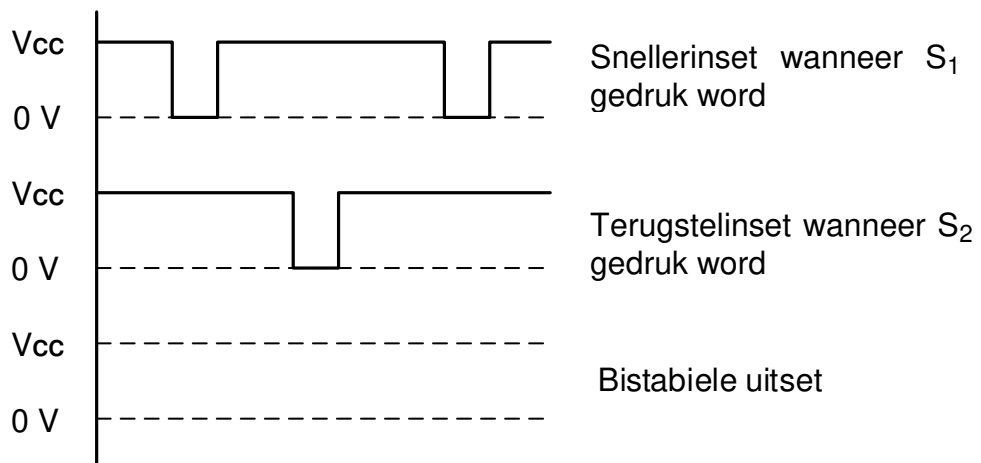 Vcc
Snellerinset wanneer S₁
gedruk word
0 V
Vcc
Terugstelinset wanneer S₂
gedruk word
0 V
Vcc
Bistabiele uitset
0 V